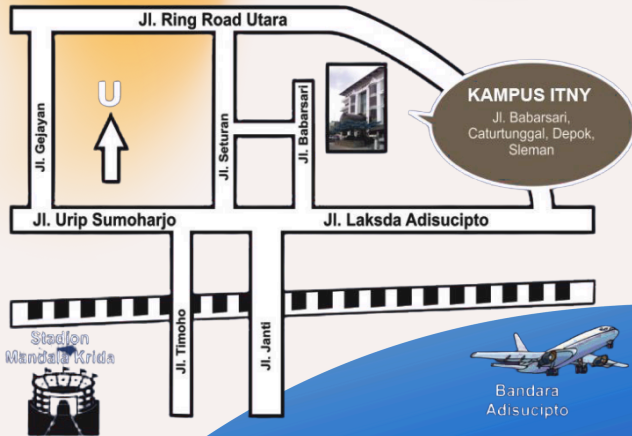 Jl. Ring Road Utara
U
Jl. Gejayan
Jl. Seturan
Jl. Babarsari
KAMPUS ITNY
Jl. Babarsari,
Caturtunggal, Depok,
Sleman
Jl. Urip Sumoharjo
Jl. Laksda Adisucipto
Jl. Timoho
Jl. Janti
Stadion
Mandala Krida
Bandara
Adisucipto